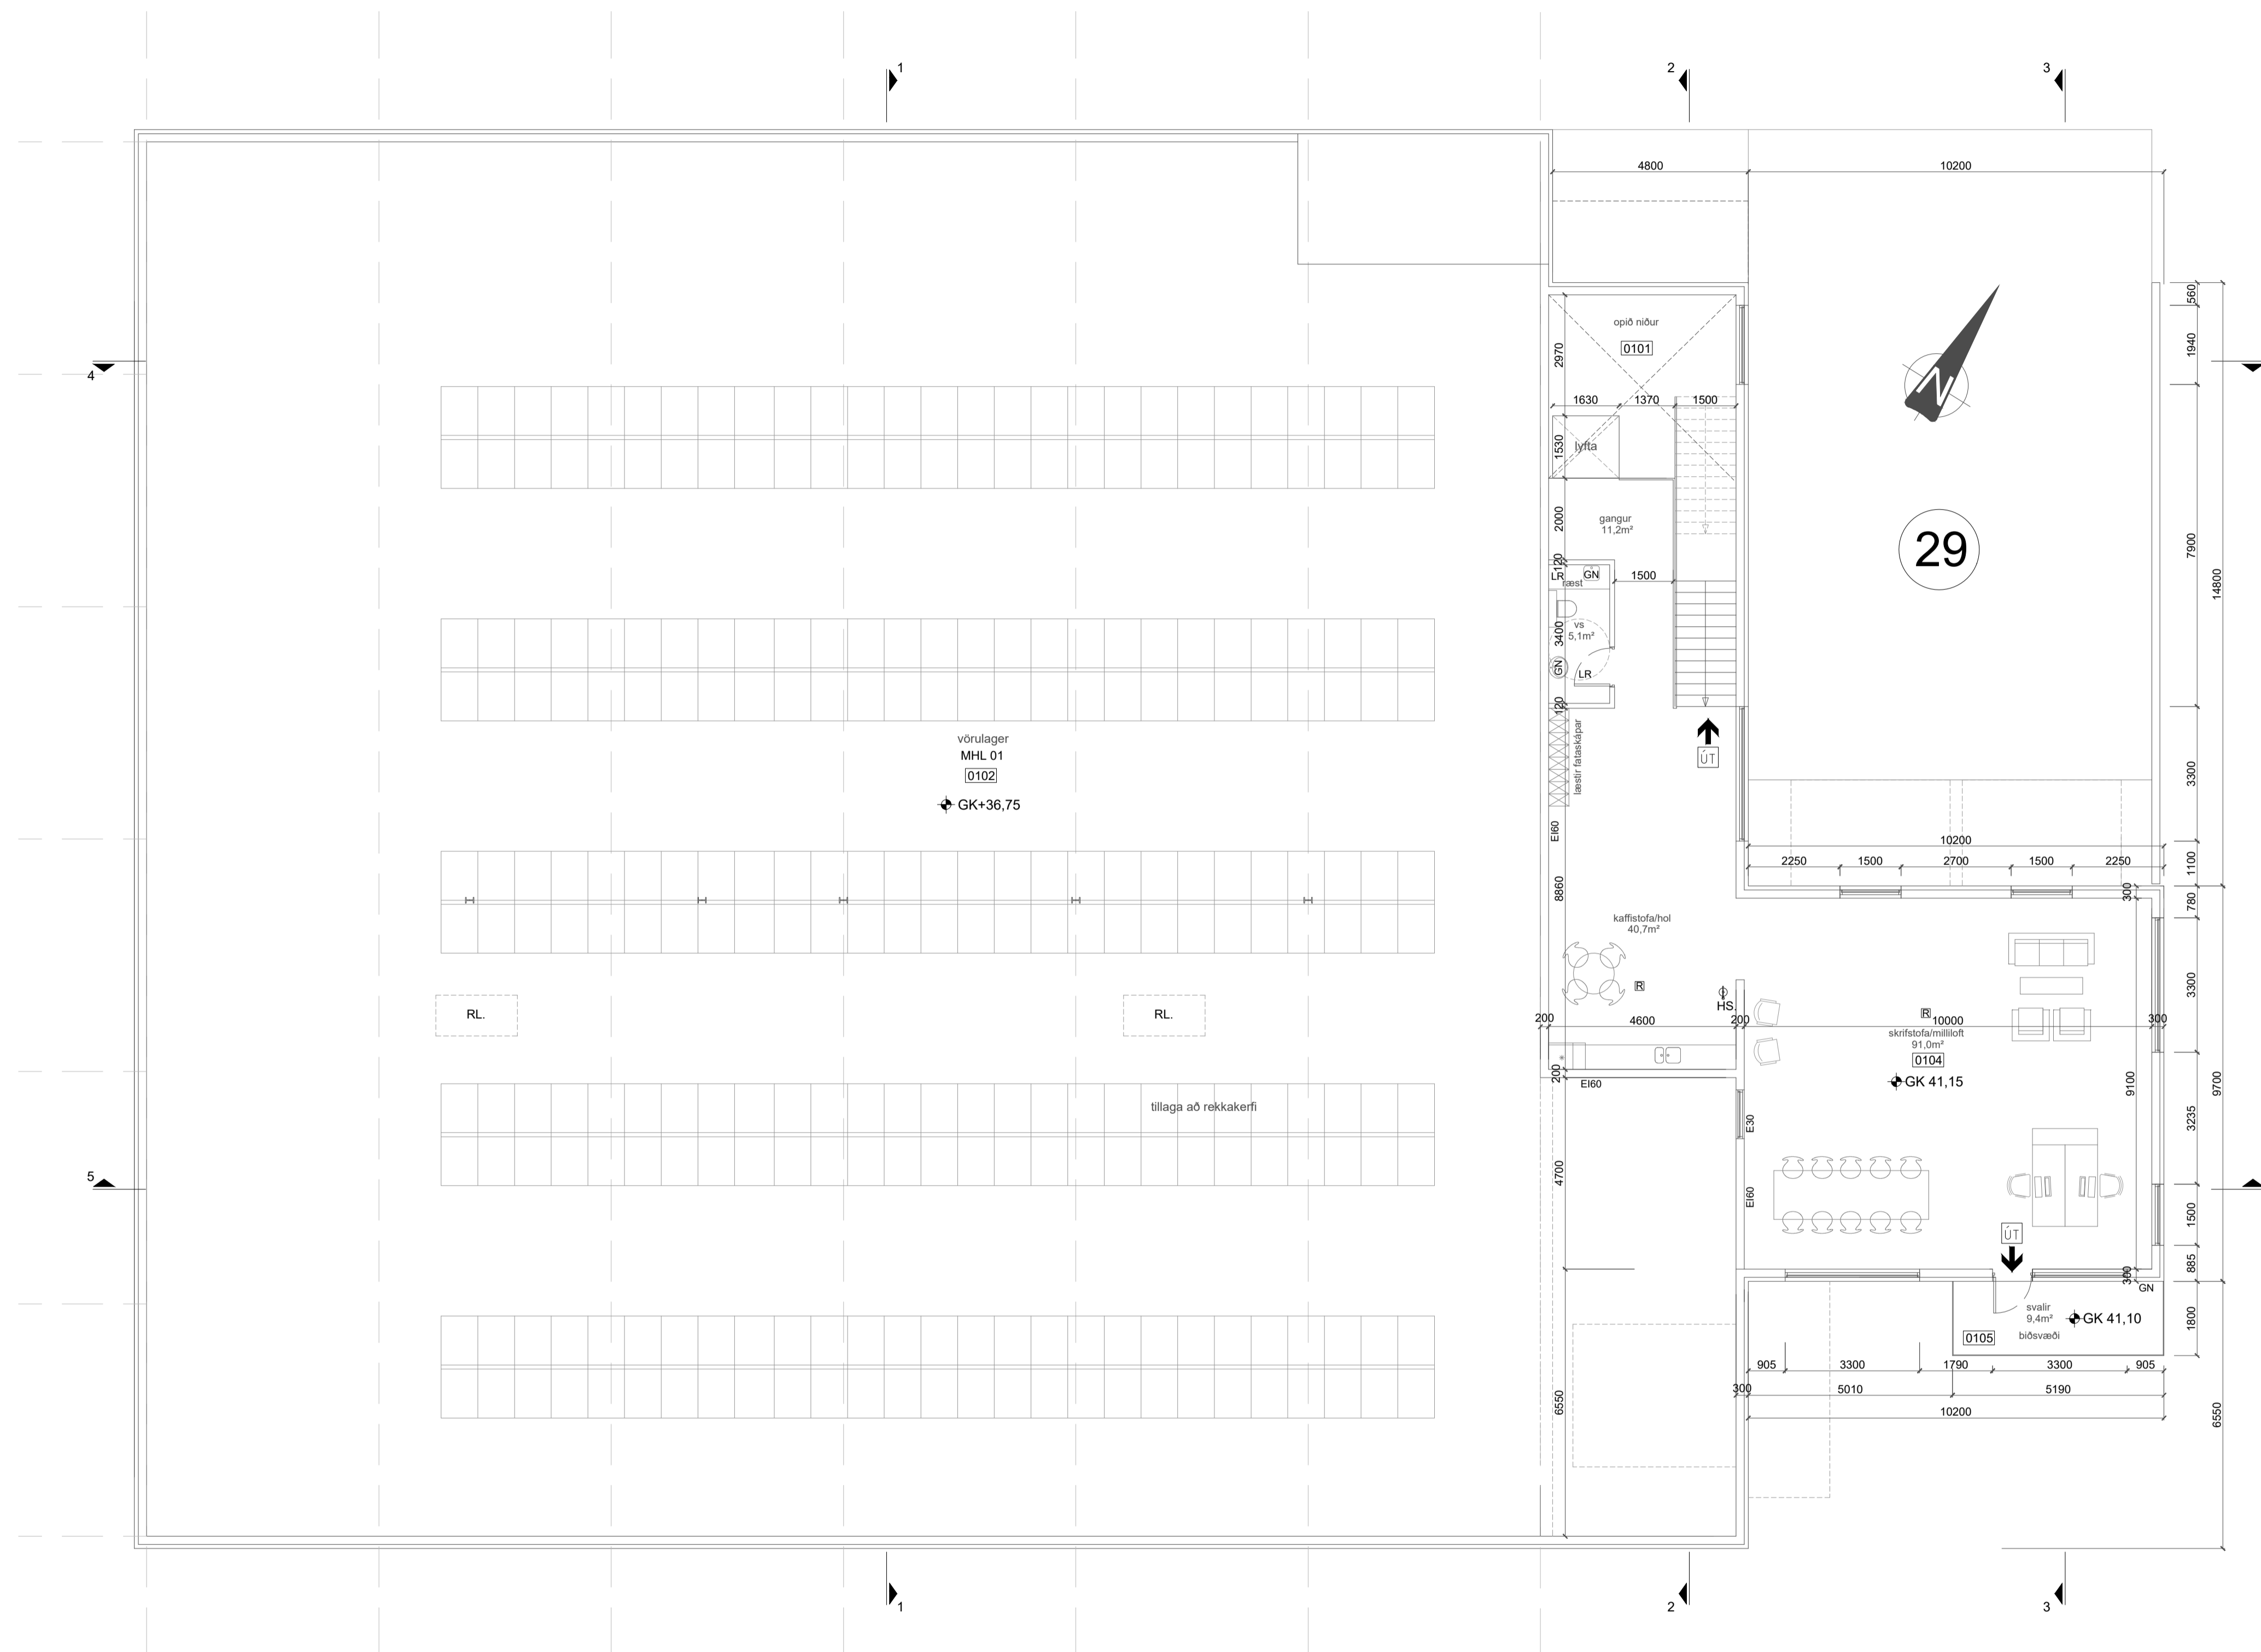 1
2
3
4800
10200
560
opið niður
0101
2970
1940
4
N
1630
1370
1500
lyfta
1530
gangur
11,2m²
2000
29
7900
14800
120
LR
GN
ræst
1500
vs
5,1m²
3400
GN
LR
120
læstir fataskápar
ÚT
vörulager
MHL 01
0102
GK+36,75
3300
EI60
10200
2250
1500
2700
1500
2250
1100
8860
300
780
kaffistofa/hol
40,7m²
R
HS.
3300
RL.
RL.
200
4600
200
R
10000
300
skrifstofa/milliloft
91,0m²
0104
GK 41,15
200
EI60
9100
9700
tillaga að rekkakerfi
E30
3235
4700
5
EI60
1500
ÚT
885
300
GN
svalir
9,4m²
GK 41,10
0105
biðsvæði
1800
905
3300
1790
3300
905
300
5010
5190
6550
10200
6550
1
2
3